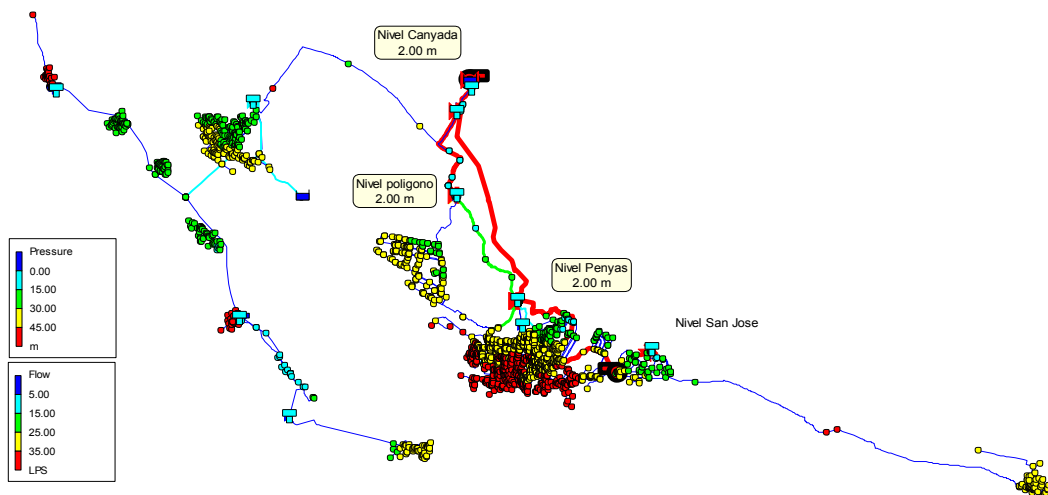 Nivel Canyada
2.00 m
Nivel poligono
2.00 m
Nivel Penyas
2.00 m
Nivel San Jose
Pressure
0.00
15.00
30.00
45.00
m
Flow
5.00
15.00
25.00
35.00
LPS